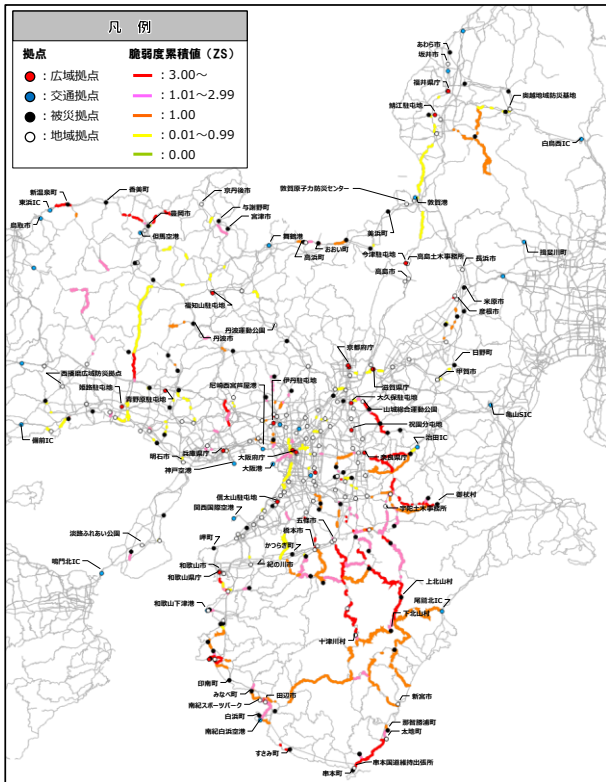 凡 例
拠点
脆弱度累積値（ZS）
：広域拠点
：3.00～
：交通拠点
：1.01～2.99
：被災拠点
：1.00
：地域拠点
：0.01～0.99
：0.00
あわら市
坂井市
福井県庁
奥越地域防災基地
鯖江駐屯地
白鳥西IC
敦賀原子力防災センター
敦賀港
新温泉町
香美町
京丹後市
東浜IC
豊岡市
与謝野町
鳥取市
宮津市
但馬空港
舞鶴港
美浜町
おおい町
今津駐屯地
高島土木事務所
長浜市
揖斐川町
高浜町
高島市
福知山駐屯地
米原市
彦根市
丹波運動公園
丹波市
京都府庁
日野町
西播磨広域防災拠点
尼崎西宮芦屋港
伊丹駐屯地
滋賀県庁
甲賀市
姫路駐屯地
青野原駐屯地
大久保駐屯地
山城総合運動公園
亀山SIC
祝園分屯地
備前IC
明石市
兵庫県庁
大阪府庁
奈良県庁
治田IC
神戸空港
大阪港
信太山駐屯地
御杖村
関西国際空港
宇陀土木事務所
淡路ふれあい公園
五條市
橋本市
岬町
かつらぎ町
鳴門北IC
和歌山市
紀の川市
和歌山県庁
上北山村
尾鷲北IC
和歌山下津港
下北山村
十津川村
印南町
みなべ町
田辺市
新宮市
南紀スポーツパーク
白浜町
那智勝浦町
南紀白浜空港
太地町
すさみ町
串本国道維持出張所
串本町